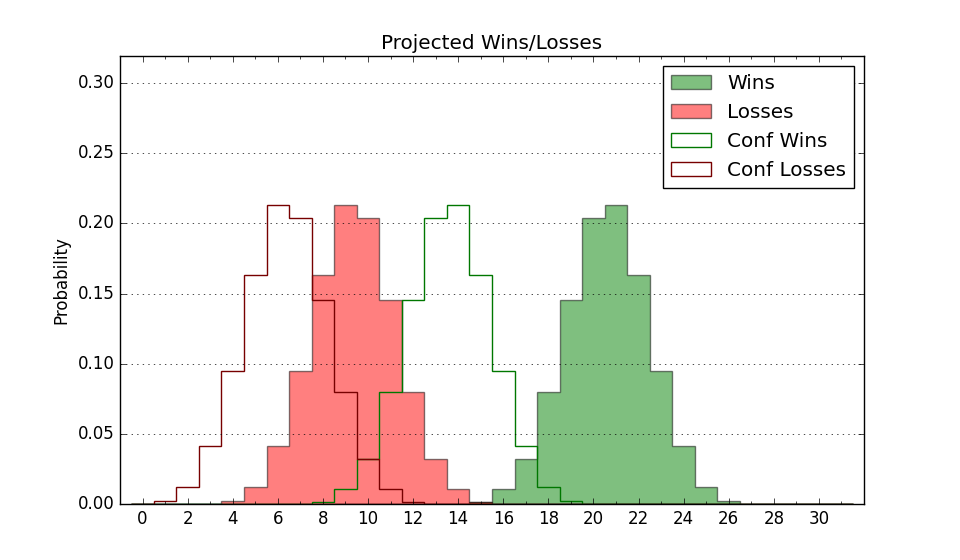 Projected Wins/Losses
Wins
Losses
Conf Wins
Conf Losses
Probability
0.30
0.25
0.20
0.15
0.10
0.05
0.00
0 2 4 6 8 10 12 14 16 18 20 22 24 26 28 30